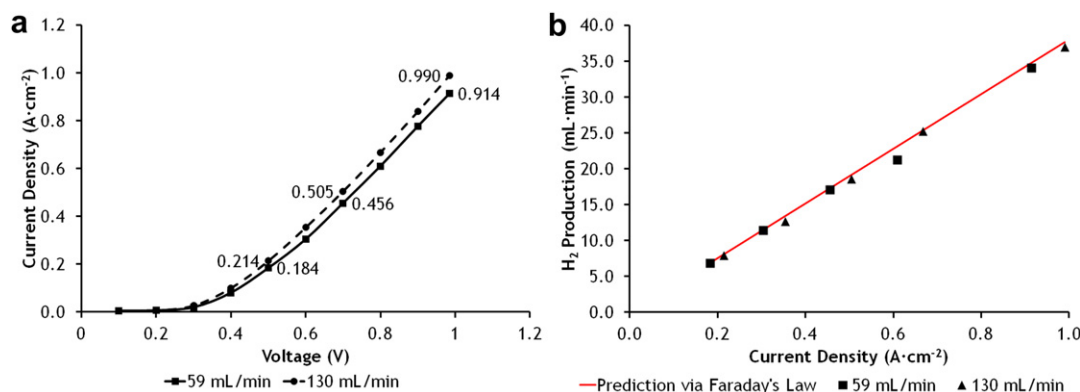 a
Current Density (A·cm⁻²)
1.2
1.0
0.8
0.6
0.4
0.2
0.0
0.990
0.914
0.505
0.456
0.214
0.184
0 0.2 0.4 0.6 0.8 1 1.2
Voltage (V)
59 mL/min 130 mL/min
b
H₂ Production (mL·min⁻¹)
40.0
35.0
30.0
25.0
20.0
15.0
10.0
5.0
0.0
0.0 0.2 0.4 0.6 0.8 1.0
Current Density (A·cm⁻²)
Prediction via Faraday's Law 59 mL/min 130 mL/min